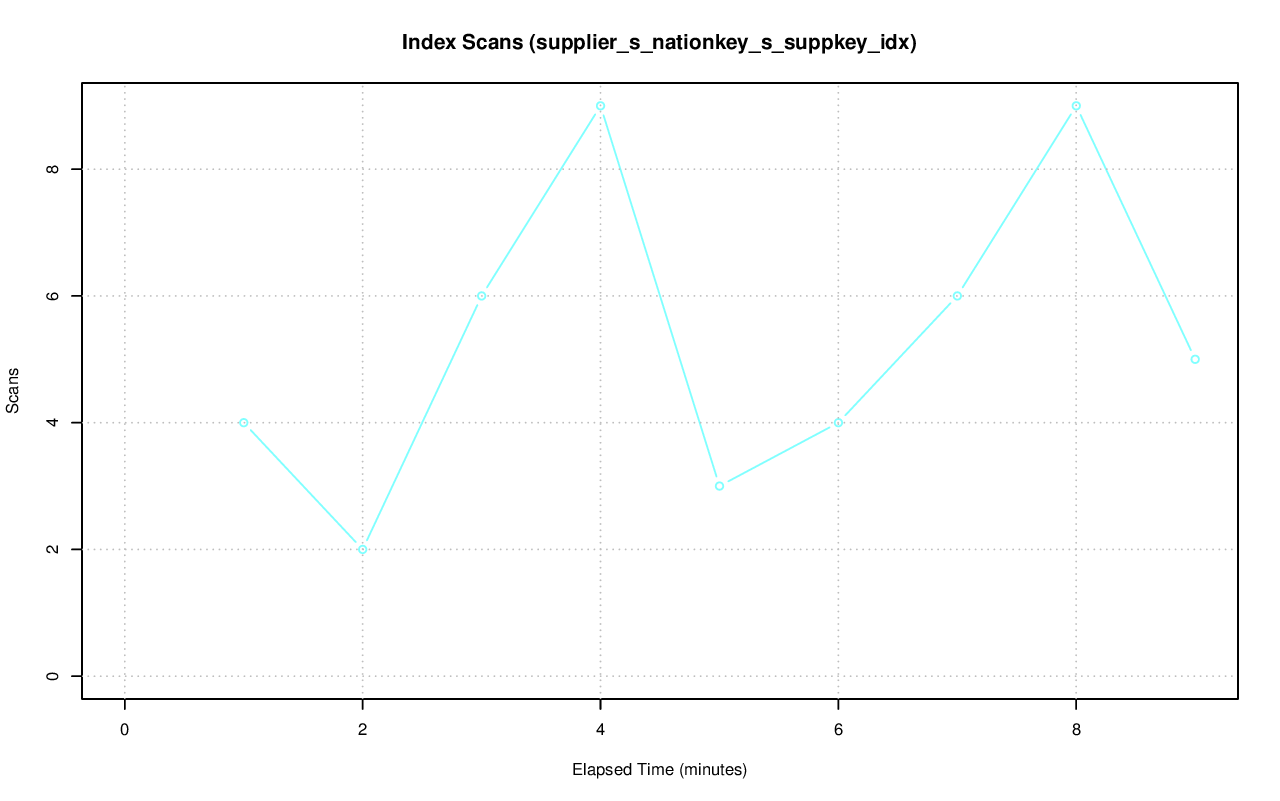 Index Scans (supplier_s_nationkey_s_suppkey_idx)
8
6
4
2
0
Scans
0 2 4 6 8
Elapsed Time (minutes)